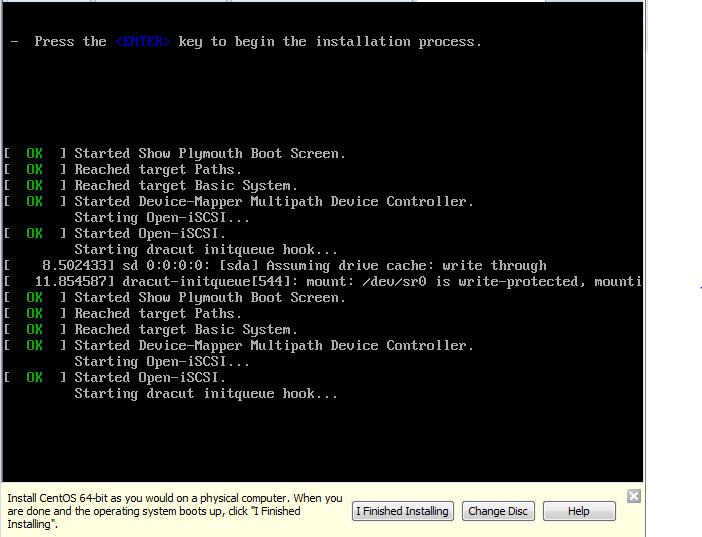 -  Press the <ENTER> key to begin the installation process.
[  OK  ] Started Show Plymouth Boot Screen.
[  OK  ] Reached target Paths.
[  OK  ] Reached target Basic System.
[  OK  ] Started Device-Mapper Multipath Device Controller.
         Starting Open-iSCSI...
[  OK  ] Started Open-iSCSI.
         Starting dracut initqueue hook...
[    8.502433] sd 0:0:0:0: [sda] Assuming drive cache: write through
[   11.854587] dracut-initqueue[544]: mount: /dev/sr0 is write-protected, mounti
[  OK  ] Started Show Plymouth Boot Screen.
[  OK  ] Reached target Paths.
[  OK  ] Reached target Basic System.
[  OK  ] Started Device-Mapper Multipath Device Controller.
         Starting Open-iSCSI...
[  OK  ] Started Open-iSCSI.
         Starting dracut initqueue hook...
Install CentOS 64-bit as you would on a physical computer. When you
are done and the operating system boots up, click "I Finished
Installing".
I Finished Installing
Change Disc
Help